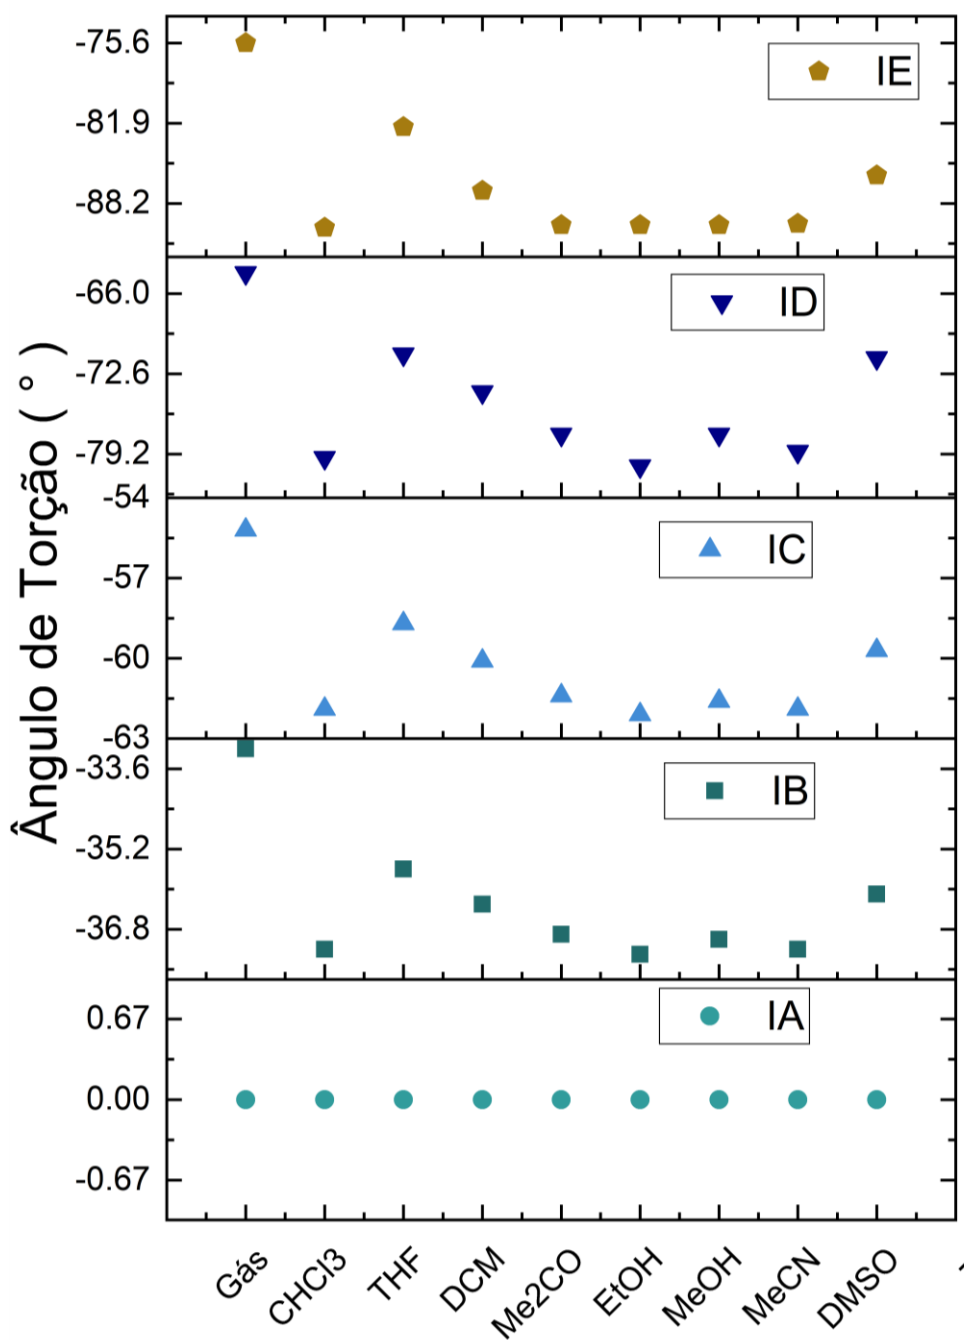 Ângulo de Torção ( ° )
-75.6
IE
-81.9
-88.2
-66.0
ID
-72.6
-79.2
-54
IC
-57
-60
-63
-33.6
IB
-35.2
-36.8
0.67
IA
0.00
-0.67
Gás
CHCl3
THF
DCM
Me2CO
EtOH
MeOH
MeCN
DMSO